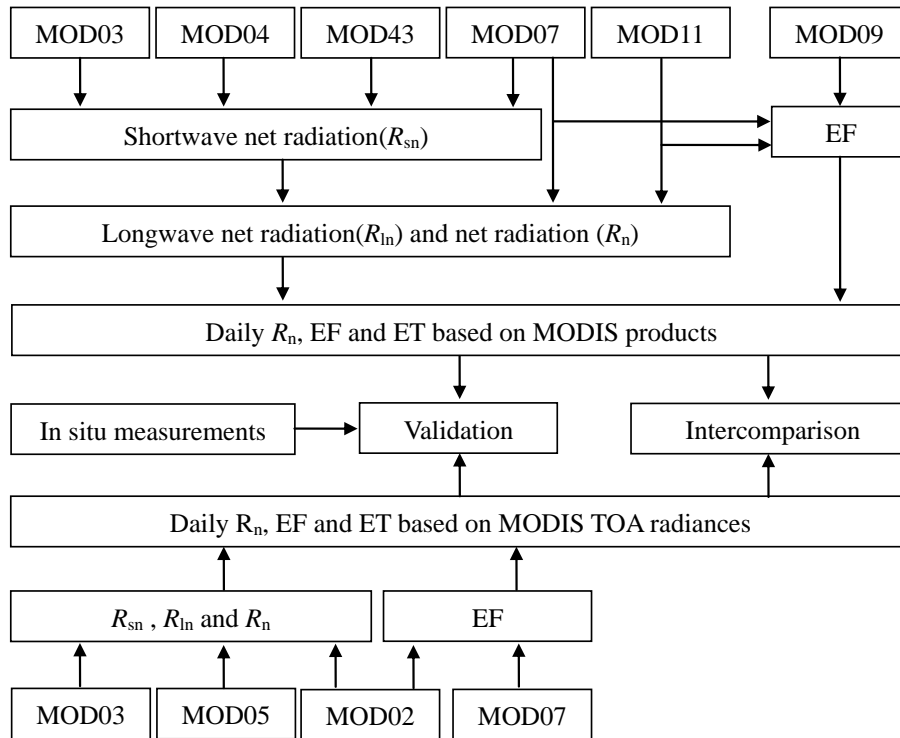 MOD03 MOD04 MOD43 MOD07 MOD11 MOD09
Shortwave net radiation(Rsn)
EF
Longwave net radiation(Rln) and net radiation (Rn)
Daily Rn, EF and ET based on MODIS products
In situ measurements
Validation
Intercomparison
Daily Rn, EF and ET based on MODIS TOA radiances
Rsn , Rln and Rn
EF
MOD03 MOD05 MOD02 MOD07